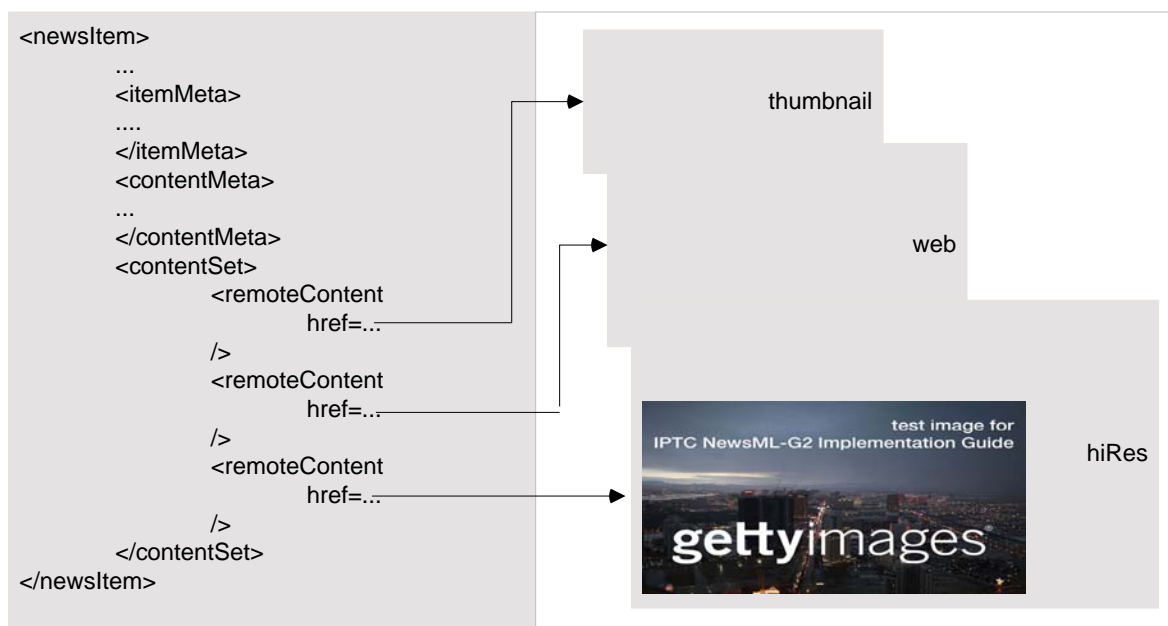 <newsItem>
...
<itemMeta>
....
</itemMeta>
<contentMeta>
...
</contentMeta>
<contentSet>
<remoteContent
href=...
/>
<remoteContent
href=...
/>
<remoteContent
href=...
/>
</contentSet>
</newsItem>
thumbnail
web
hiRes
test image for
IPTC NewsML-G2 Implementation Guide
gettyimages®